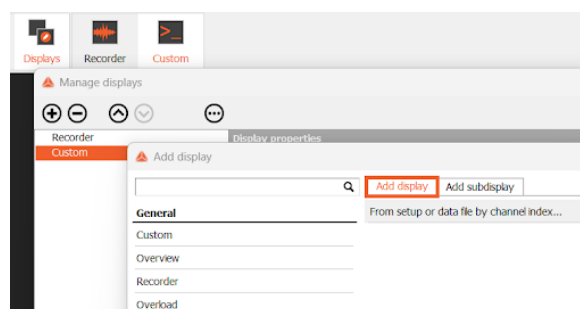 Displays Recorder Custom
Manage displays
Recorder Display properties
Custom
Add display
Add display Add subdisplay
General From setup or data file by channel index...
Custom
Overview
Recorder
Overload